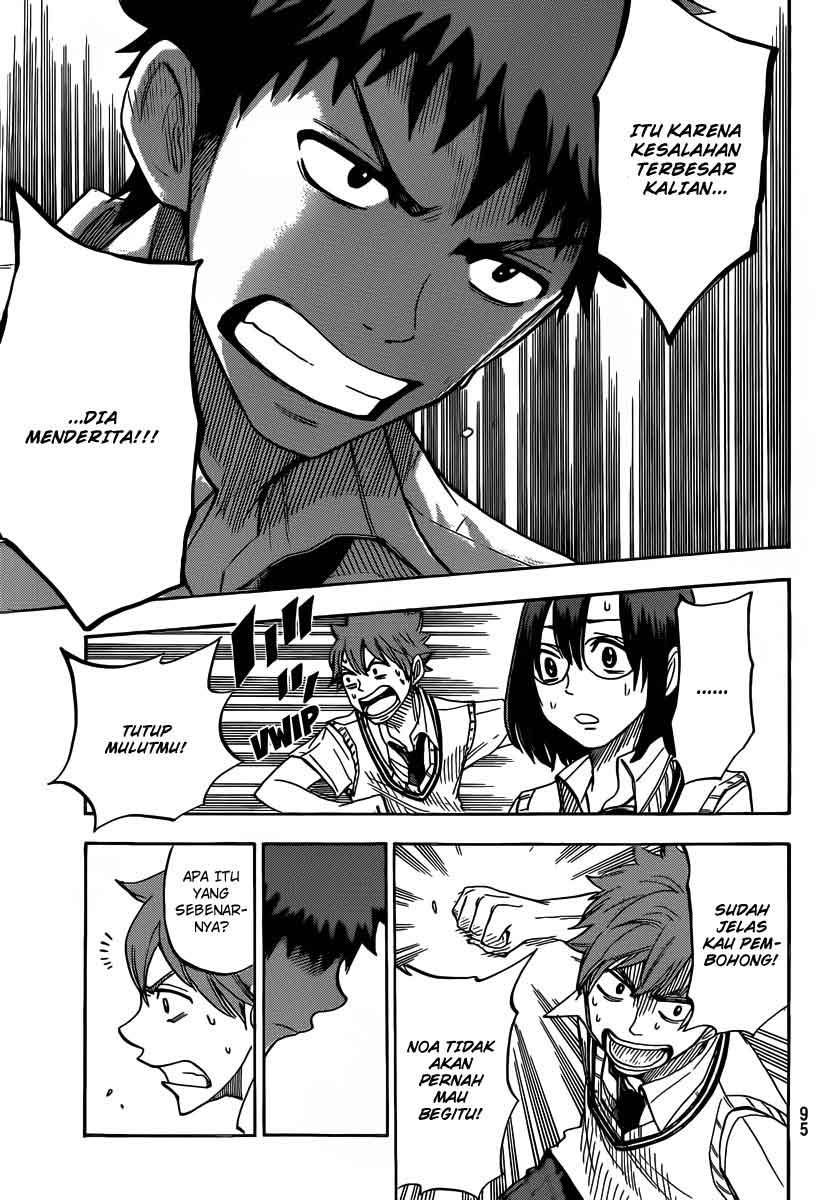 ITU KARENA
KESALAHAN
TERBESAR
KALIAN...
...DIA
MENDERITA!!!
......
VWIP
TUTUP
MULUTMU!
SUDAH
JELAS
KAU PEM-
BOHONG!
NOA TIDAK
AKAN
PERNAH
MAU
BEGITU!
APA ITU
YANG
SEBENAR-
NYA?
95